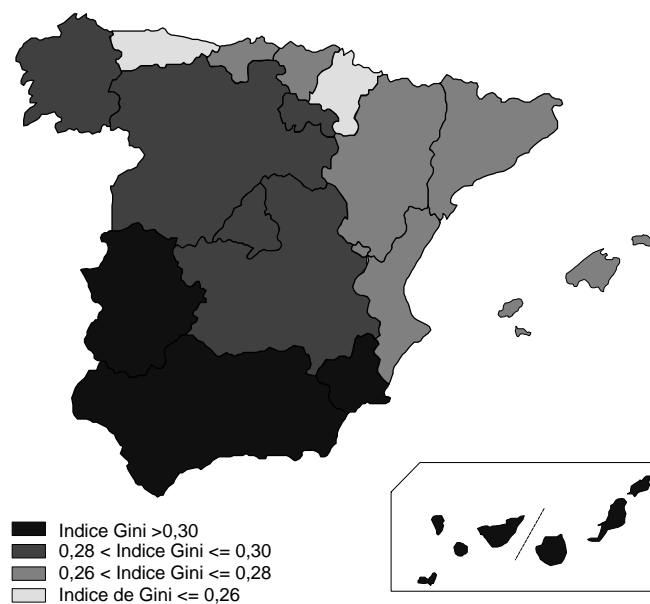 Indice Gini >0,30
0,28 < Indice Gini <= 0,30
0,26 < Indice Gini <= 0,28
Indice de Gini <= 0,26